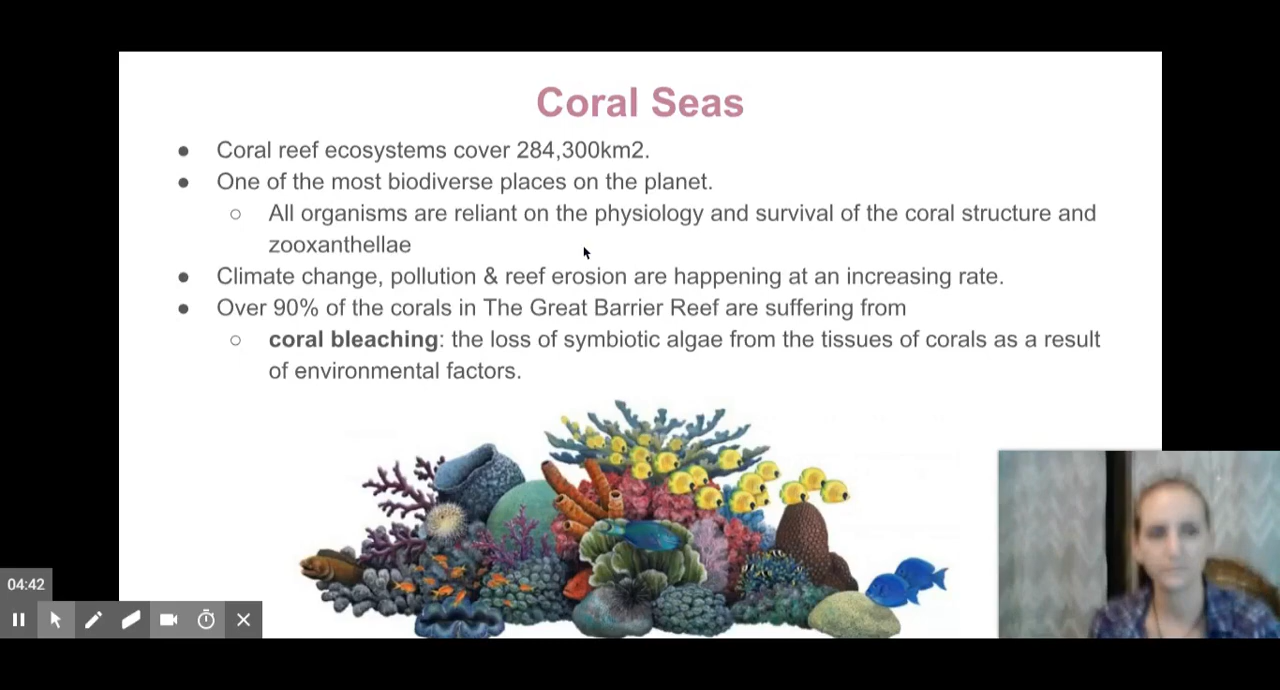 Coral Seas
● Coral reef ecosystems cover 284,300km2.
● One of the most biodiverse places on the planet.
○ All organisms are reliant on the physiology and survival of the coral structure and
zooxanthellae
● Climate change, pollution & reef erosion are happening at an increasing rate.
● Over 90% of the corals in The Great Barrier Reef are suffering from
○ coral bleaching: the loss of symbiotic algae from the tissues of corals as a result
of environmental factors.
04:42